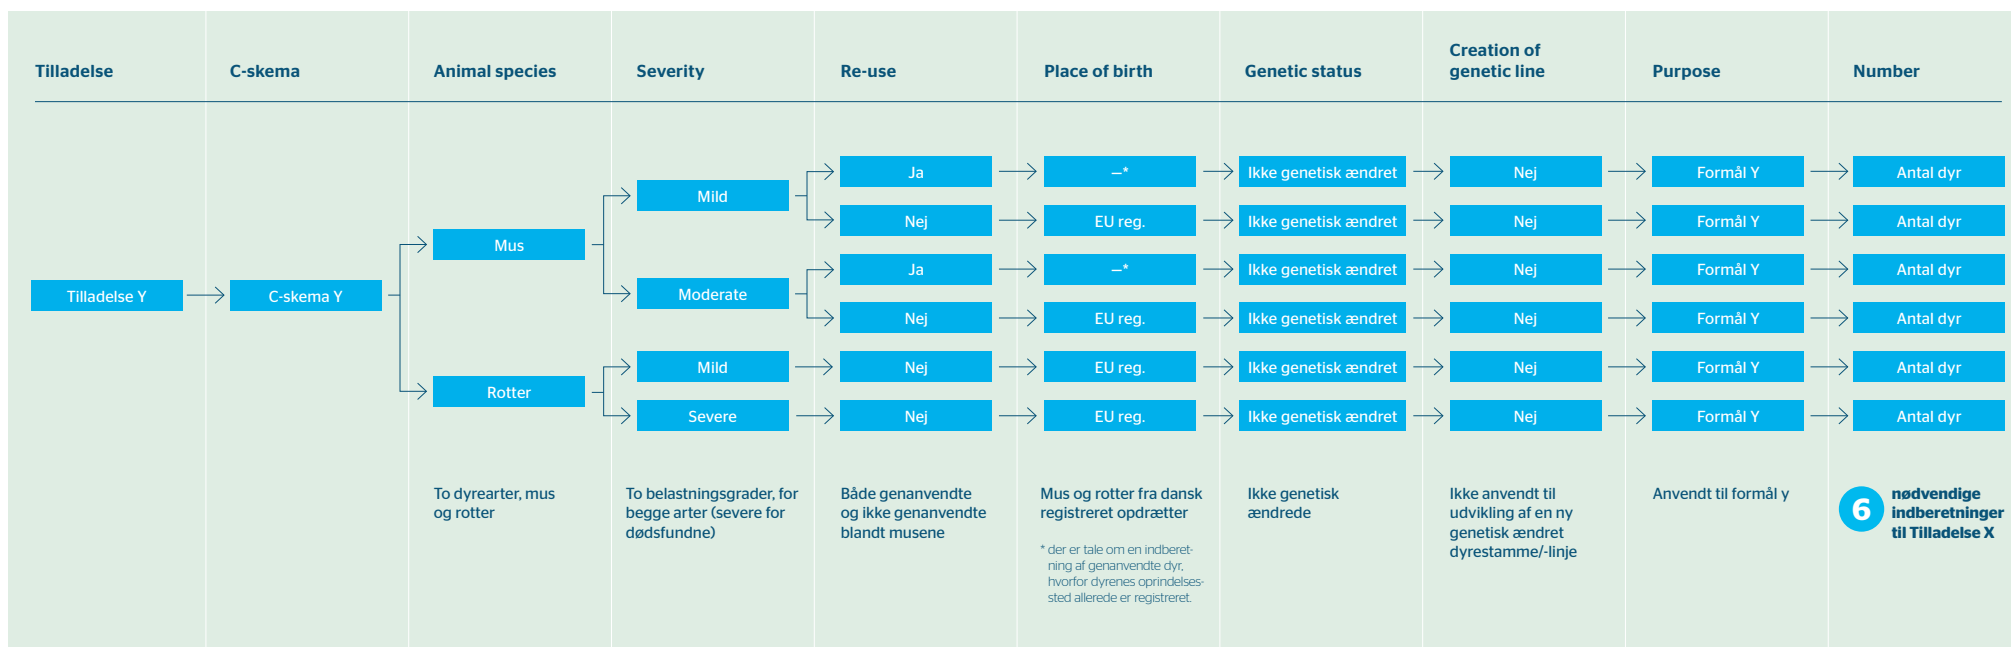 Tilladelse
C-skema
Animal species
Severity
Re-use
Place of birth
Genetic status
Creation of
genetic line
Purpose
Number
Tilladelse Y
C-skema Y
Mus
Rotter
Mild
Moderate
Mild
Severe
Ja
–*
Ikke genetisk ændret
Nej
Formål Y
Antal dyr
Nej
EU reg.
Ikke genetisk ændret
Nej
Formål Y
Antal dyr
Ja
–*
Ikke genetisk ændret
Nej
Formål Y
Antal dyr
Nej
EU reg.
Ikke genetisk ændret
Nej
Formål Y
Antal dyr
Nej
EU reg.
Ikke genetisk ændret
Nej
Formål Y
Antal dyr
Nej
EU reg.
Ikke genetisk ændret
Nej
Formål Y
Antal dyr
To dyrearter, mus
og rotter
To belastningsgrader, for
begge arter (severe for
dødsfundne)
Både genanvendte
og ikke genanvendte
blandt musene
Mus og rotter fra dansk
registreret opdrætter
* der er tale om en indberet-
ning af genanvendte dyr,
hvorfor dyrenes oprindelses-
sted allerede er registreret.
Ikke genetisk
ændrede
Ikke anvendt til
udvikling af en ny
genetisk ændret
dyrestamme/-linje
Anvendt til formål y
6
nødvendige
indberetninger
til Tilladelse X